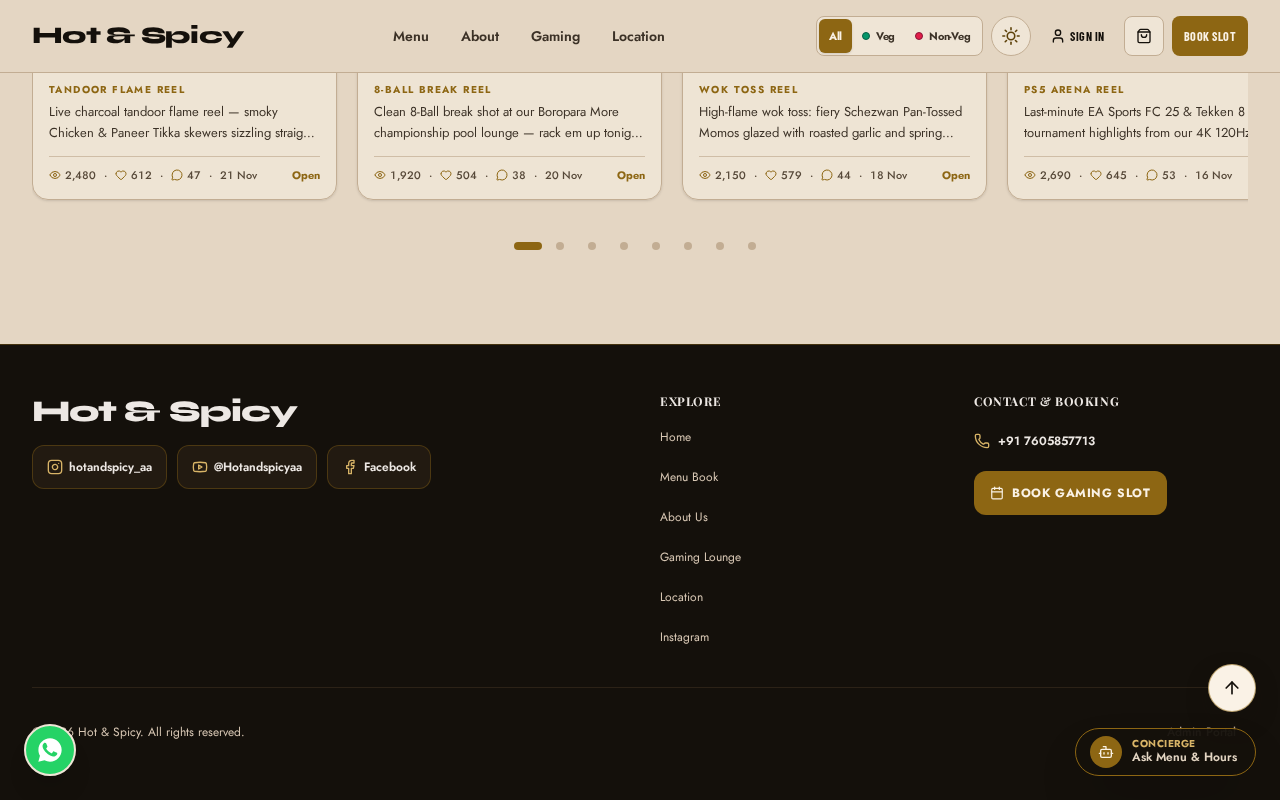 Hot & Spicy
Menu
About
Gaming
Location
All
Veg
Non-Veg
SIGN IN
BOOK SLOT
TANDOOR FLAME REEL
Live charcoal tandoor flame reel — smoky
Chicken & Paneer Tikka skewers sizzling straig...
2,480 · 612 · 47 · 21 Nov
Open
8-BALL BREAK REEL
Clean 8-Ball break shot at our Boropara More
championship pool lounge — rack em up tonig...
1,920 · 504 · 38 · 20 Nov
Open
WOK TOSS REEL
High-flame wok toss: fiery Schezwan Pan-Tossed
Momos glazed with roasted garlic and spring...
2,150 · 579 · 44 · 18 Nov
Open
PS5 ARENA REEL
Last-minute EA Sports FC 25 & Tekken 8
tournament highlights from our 4K 120Hz
2,690 · 645 · 53 · 16 Nov
Hot & Spicy
hotandspicy_aa
@Hotandspicyaa
Facebook
EXPLORE
Home
Menu Book
About Us
Gaming Lounge
Location
Instagram
CONTACT & BOOKING
+91 7605857713
BOOK GAMING SLOT
Hot & Spicy. All rights reserved.
CONCIERGE
Ask Menu & Hours